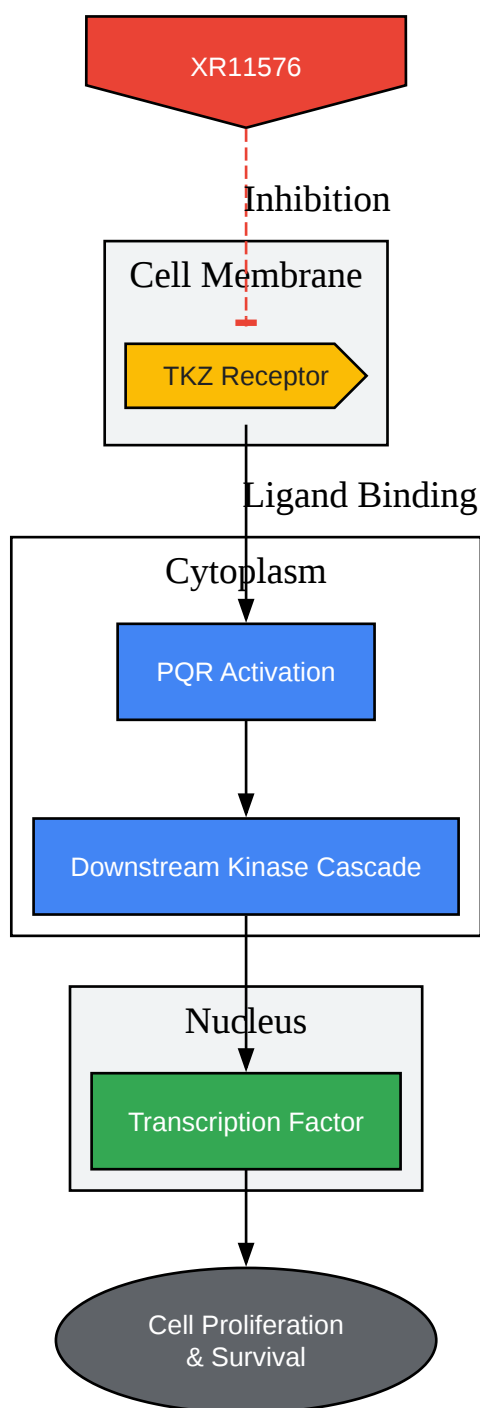 XR11576
Inhibition
Cell Membrane
TKZ Receptor
Ligand Binding
Cytoplasm
PQR Activation
Downstream Kinase Cascade
Nucleus
Transcription Factor
Cell Proliferation
& Survival